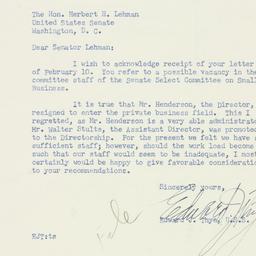 The Hon. Herbert H. Lehman
United States Senate
Washington, D. C.
Dear Senator Lehman:
I wish to acknowledge receipt of your letter
of February 10. You refer to a possible vacancy in the
committee staff of the Senate Select Committee on Small
Business.
It is true that Mr. Henderson, the Director,
resigned to enter the private business field. This I
regretted, as Mr. Henderson is a very able administrator
Mr. Walter Stults, the Assistant Director, was promoted
to the Directorship. For the present we felt we have a
sufficient staff; however, should the work load become
such that our staff would seem to be inadequate, I most
certainly would be happy to give favorable consideration
to your recommendations.
Sincerely yours,
Edward J. Thye
Edward J. Thye, U.S.S.
File
EJT:ts